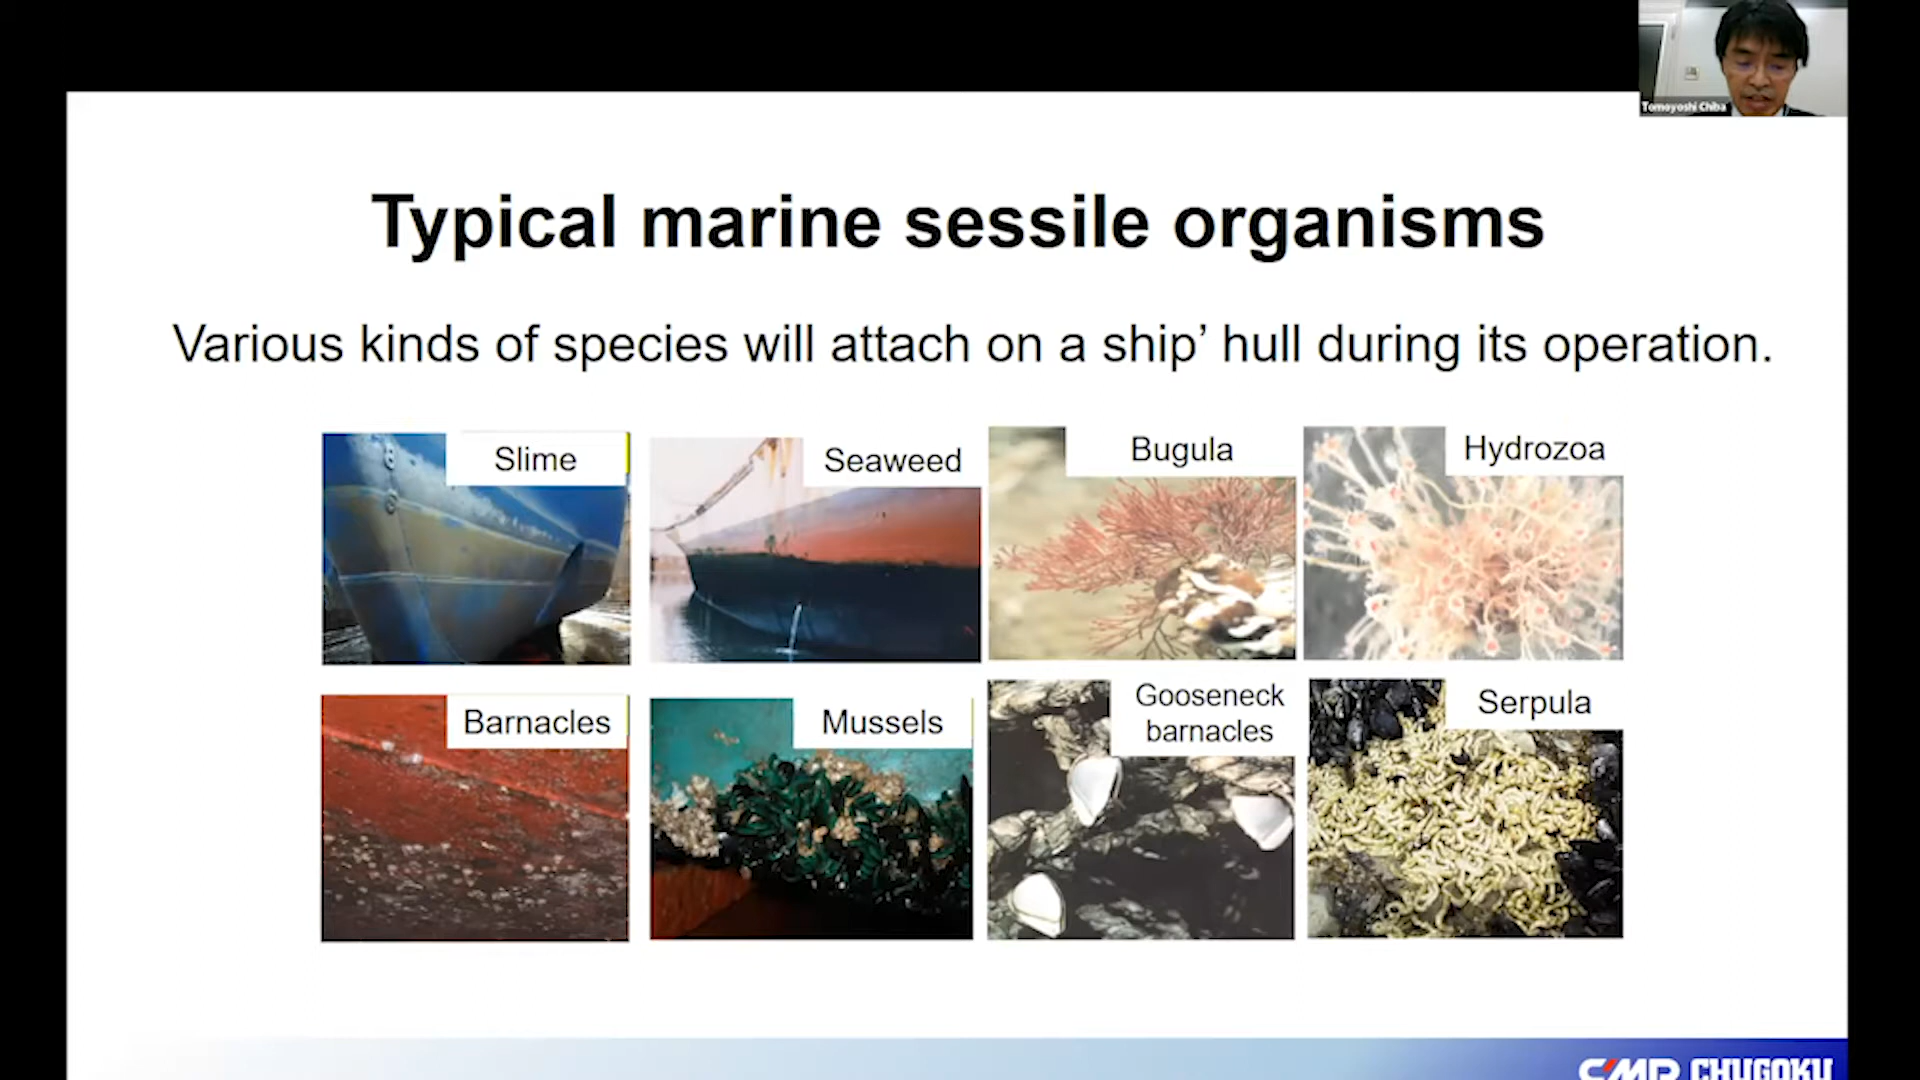 Tomoyoshi Chiba
Typical marine sessile organisms
Various kinds of species will attach on a ship’ hull during its operation.
Slime
Seaweed
Bugula
Hydrozoa
Barnacles
Mussels
Gooseneck
barnacles
Serpula
CMP CHUGOKU